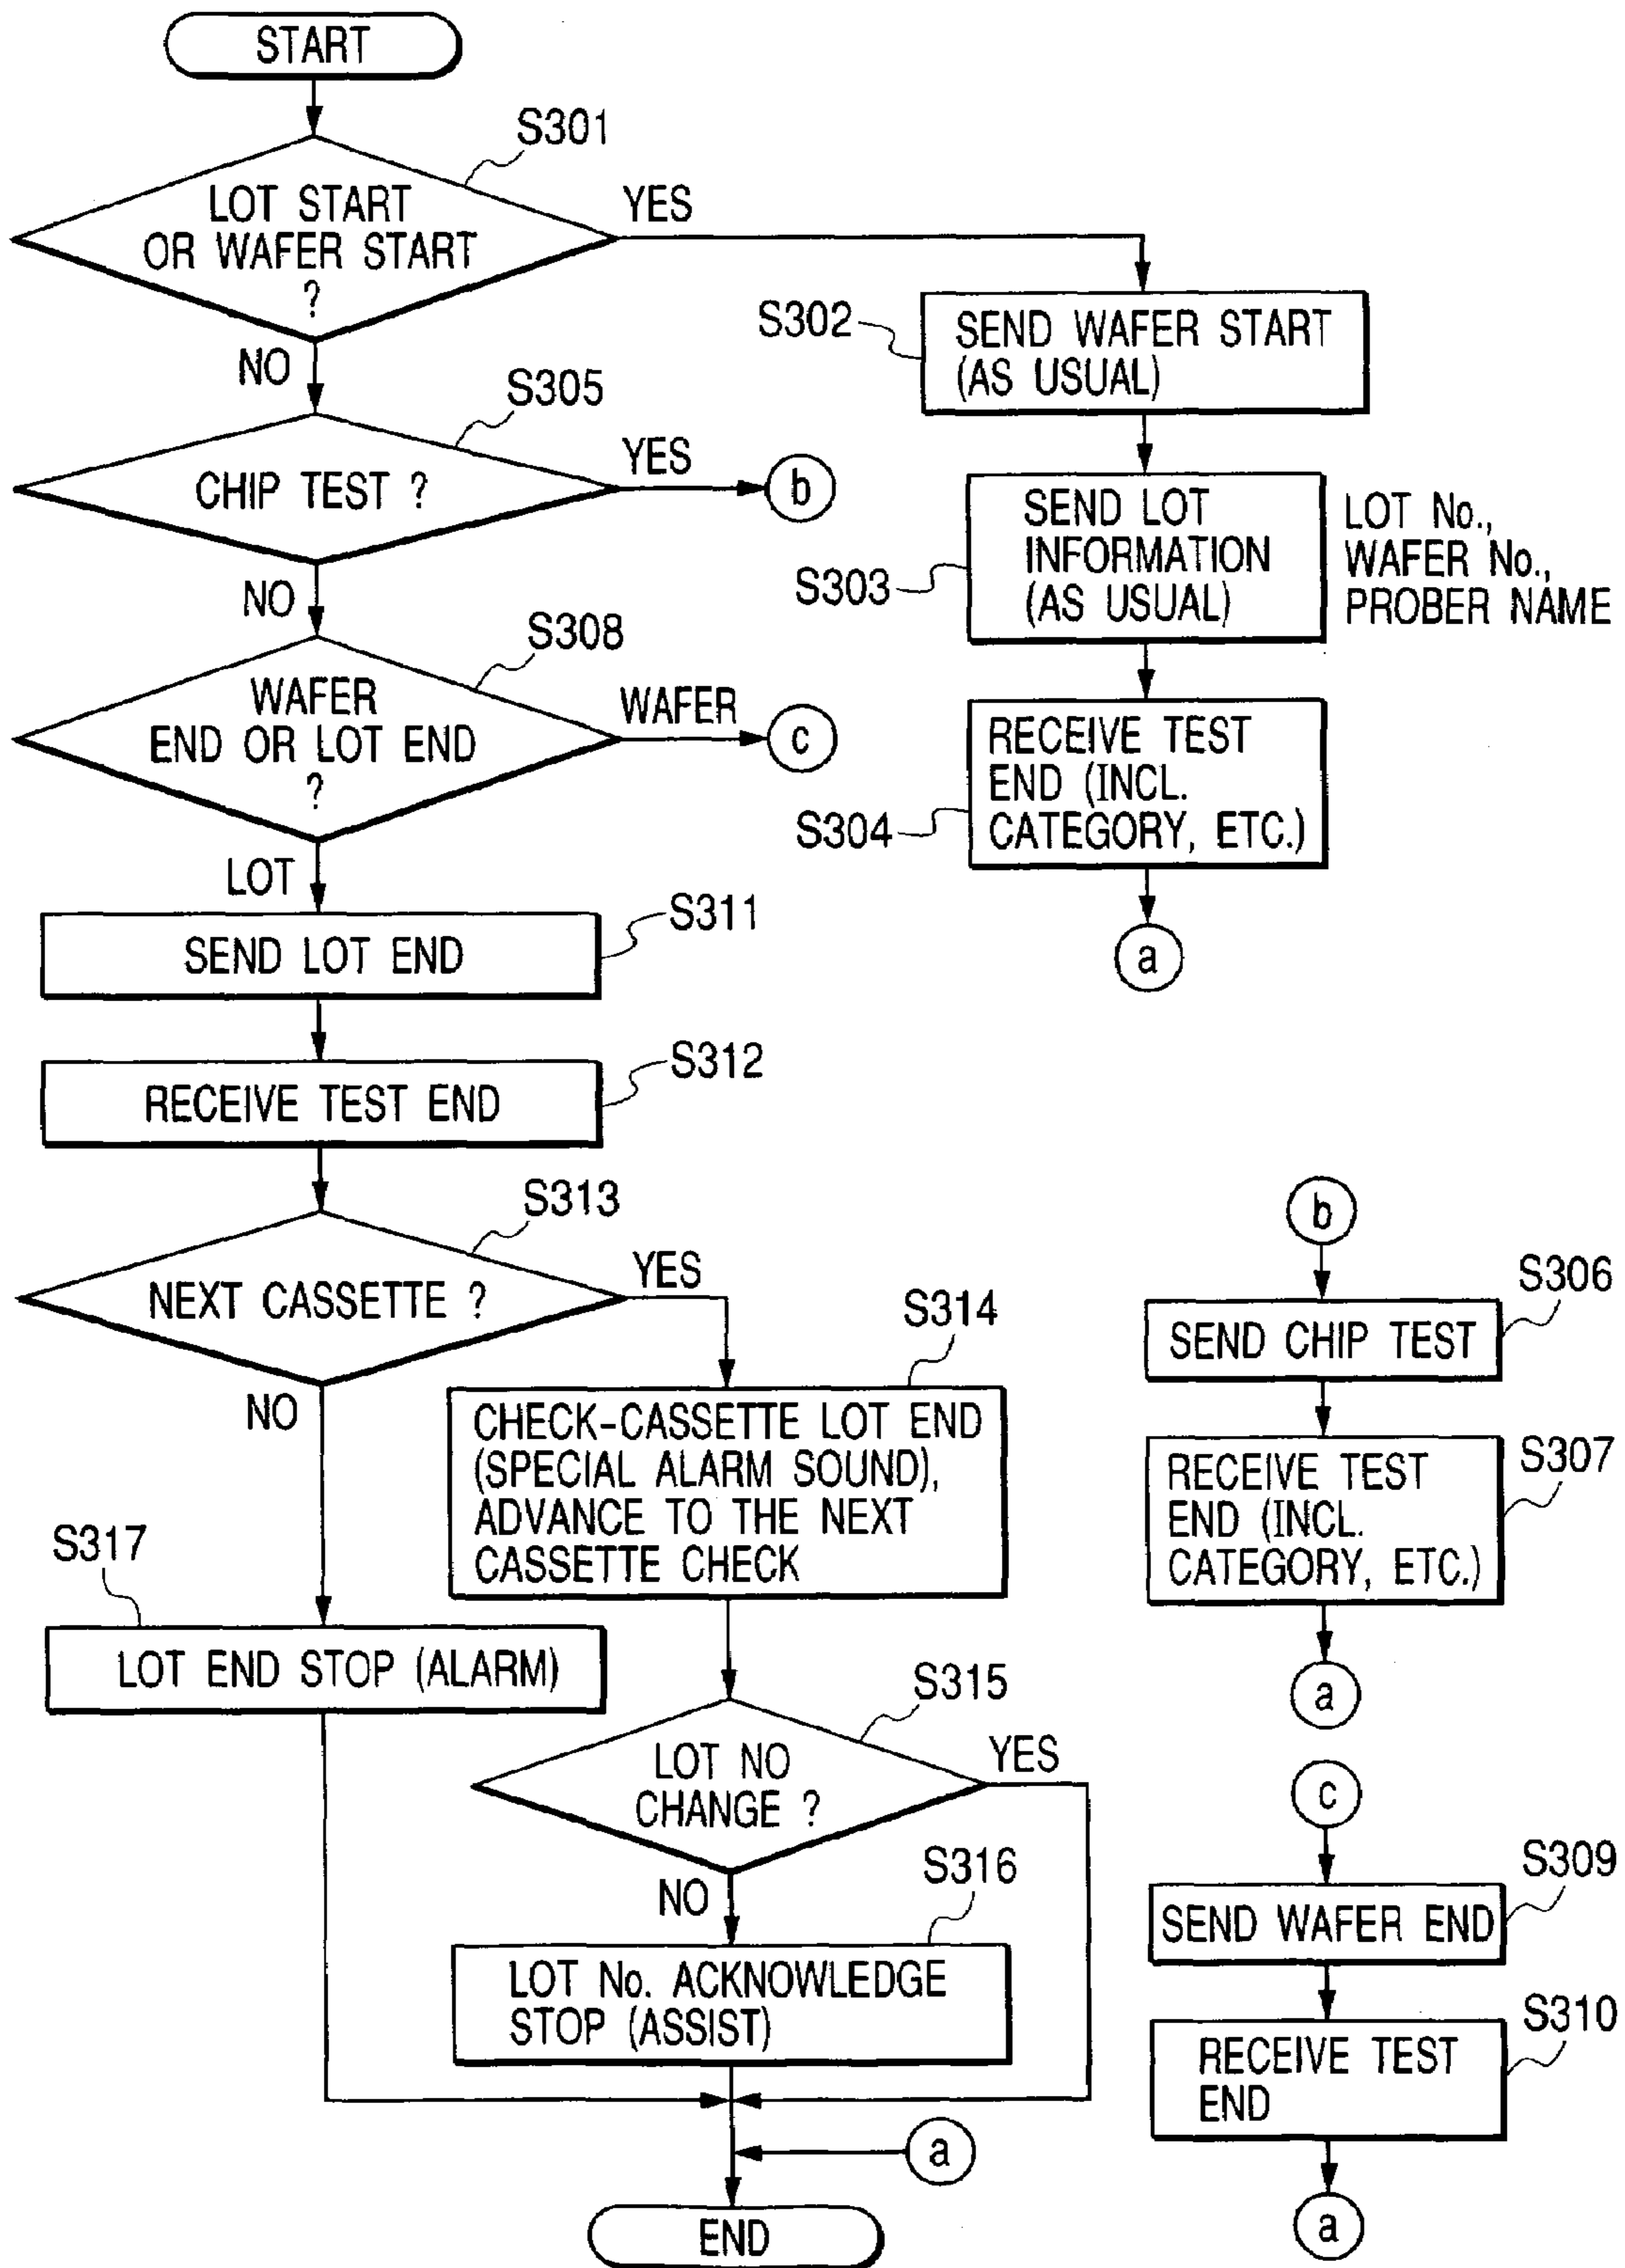 START
S301
LOT START
OR WAFER START
?
YES
NO
S302
SEND WAFER START
(AS USUAL)
S305
CHIP TEST ?
YES
b
NO
S303
SEND LOT
INFORMATION
(AS USUAL)
LOT No.,
WAFER No.,
PROBER NAME
S308
WAFER
END OR LOT END
?
WAFER
c
LOT
S304
RECEIVE TEST
END (INCL.
CATEGORY, ETC.)
a
S311
SEND LOT END
S312
RECEIVE TEST END
S313
NEXT CASSETTE ?
YES
NO
S314
CHECK-CASSETTE LOT END
(SPECIAL ALARM SOUND),
ADVANCE TO THE NEXT
CASSETTE CHECK
S317
LOT END STOP (ALARM)
S315
LOT NO
CHANGE ?
YES
NO
S316
LOT No. ACKNOWLEDGE
STOP (ASSIST)
a
END
b
S306
SEND CHIP TEST
S307
RECEIVE TEST
END (INCL.
CATEGORY, ETC.)
a
c
S309
SEND WAFER END
S310
RECEIVE TEST
END
a